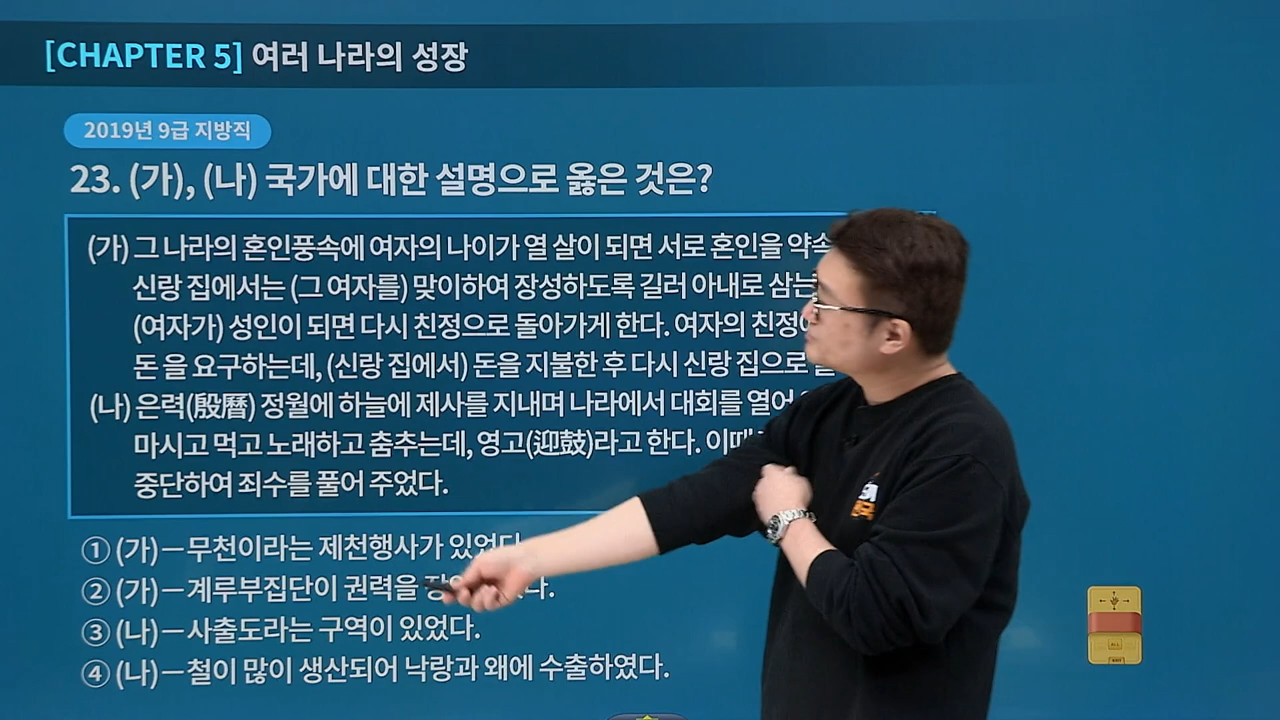 [CHAPTER 5] 여러 나라의 성장
2019년 9급 지방직
23. (가), (나) 국가에 대한 설명으로 옳은 것은?
(가) 그 나라의 혼인풍속에 여자의 나이가 열 살이 되면 서로 혼인을 약속
신랑 집에서는 (그 여자를) 맞이하여 장성하도록 길러 아내로 삼는
(여자가) 성인이 되면 다시 친정으로 돌아가게 한다. 여자의 친정
돈 을 요구하는데, (신랑 집에서) 돈을 지불한 후 다시 신랑 집으로
(나) 은력(殷曆) 정월에 하늘에 제사를 지내며 나라에서 대회를 열어
마시고 먹고 노래하고 춤추는데, 영고(迎鼓)라고 한다. 이때
중단하여 죄수를 풀어 주었다.
① (가) － 무천이라는 제천행사가 있었다
② (가) － 계루부집단이 권력을 다.
③ (나) － 사출도라는 구역이 있었다.
④ (나) － 철이 많이 생산되어 낙랑과 왜에 수출하였다.